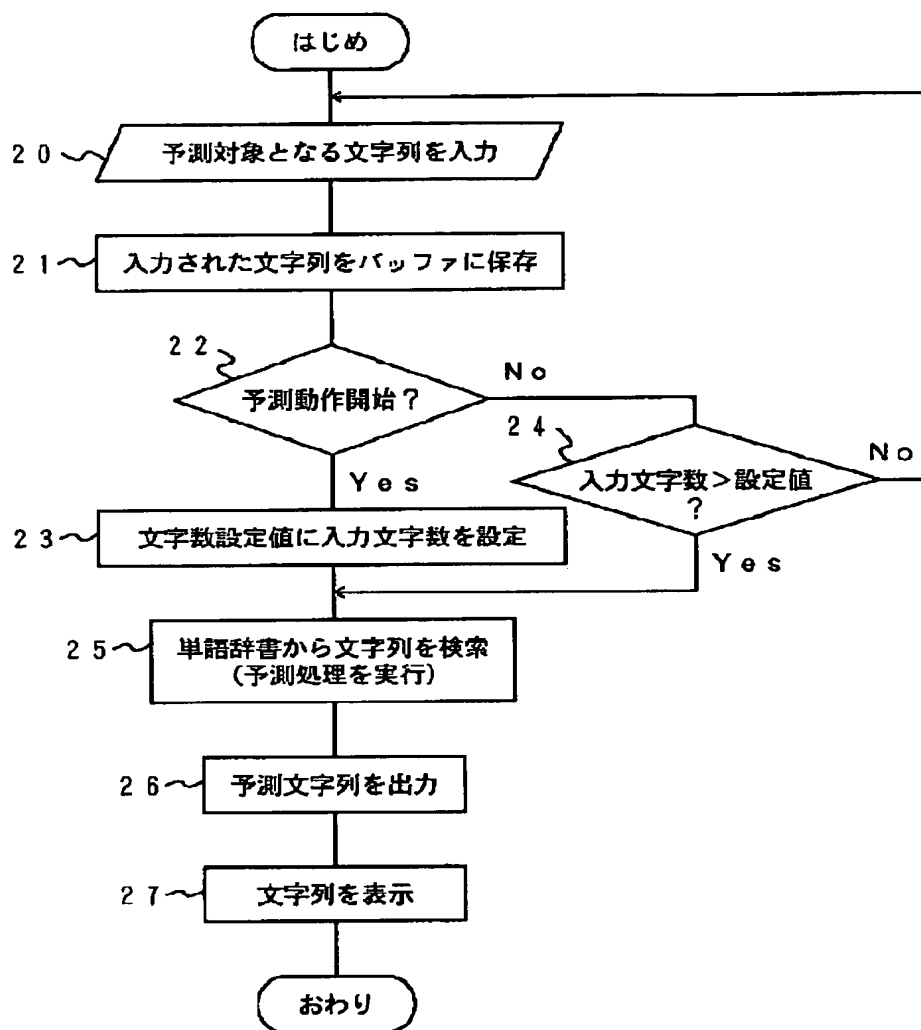 はじめ
20
予測対象となる文字列を入力
21
入力された文字列をバッファに保存
22
予測動作開始？
No
24
入力文字数＞設定値
？
No
Yes
Yes
23
文字数設定値に入力文字数を設定
25
単語辞書から文字列を検索
(予測処理を実行)
26
予測文字列を出力
27
文字列を表示
おわり